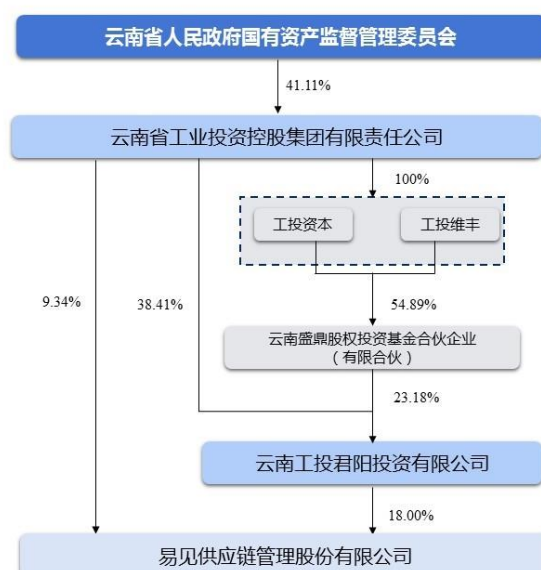 云南省人民政府国有资产监督管理委员会
41.11%
云南省工业投资控股集团有限责任公司
100%
工投资本
工投维丰
9.34%
38.41%
54.89%
云南盛鼎股权投资基金合伙企业
（有限合伙）
23.18%
云南工投君阳投资有限公司
18.00%
易见供应链管理股份有限公司